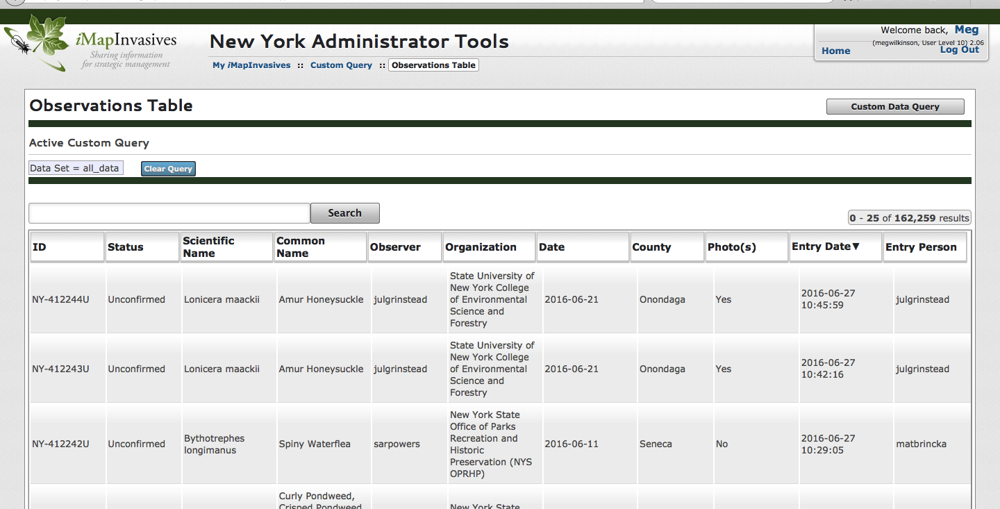 iMapInvasives
Sharing information
for strategic management
New York Administrator Tools
My iMapInvasives :: Custom Query :: Observations Table
Welcome back, Meg
(megwilkinson, User Level 10) 2.06
Home Log Out
Observations Table
Custom Data Query
Active Custom Query
Data Set = all_data Clear Query
Search
0 - 25 of 162,259 results
ID Status Scientific Name Common Name Observer Organization Date County Photo(s) Entry Date▼ Entry Person
NY-412244U Unconfirmed Lonicera maackii Amur Honeysuckle julgrinstead
State University of
New York College
of Environmental
Science and
Forestry
2016-06-21 Onondaga Yes
2016-06-27
10:45:59
julgrinstead
NY-412243U Unconfirmed Lonicera maackii Amur Honeysuckle julgrinstead
State University of
New York College
of Environmental
Science and
Forestry
2016-06-21 Onondaga Yes
2016-06-27
10:42:16
julgrinstead
NY-412242U Unconfirmed
Bythotrephes
longimanus
Spiny Waterflea sarpowers
New York State
Office of Parks
Recreation and
Historic
Preservation (NYS
OPRHP)
2016-06-11 Seneca No
2016-06-27
10:29:05
matbrincka
Curly Pondweed,
Crisped Pondweed
New York State